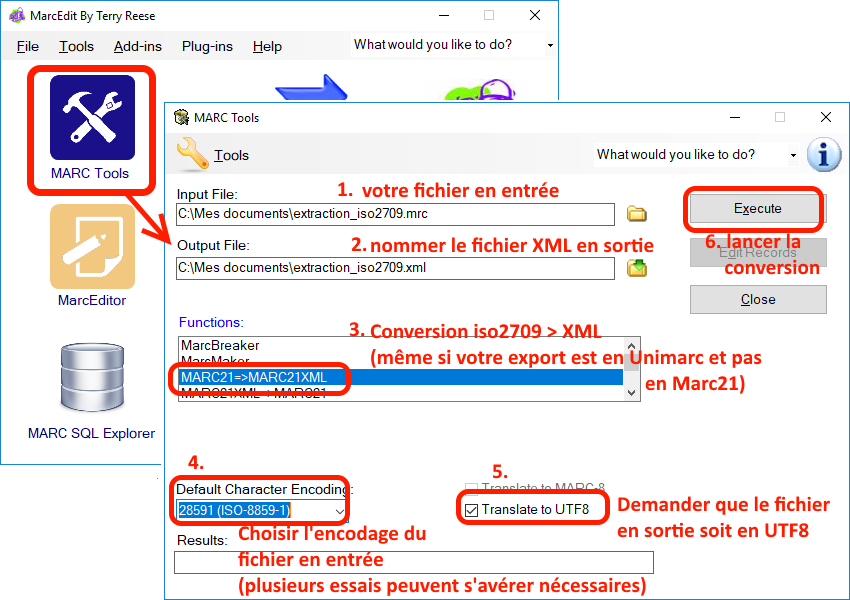 MarcEdit By Terry Reese
File Tools Add-ins Plug-ins Help What would you like to do?
MARC Tools
MarcEditor
MARC SQL Explorer
MARC Tools
Tools What would you like to do?
Input File:
1. votre fichier en entrée
C:\Mes documents\extraction_iso2709.mrc
Execute
Output File:
2. nommer le fichier XML en sortie
C:\Mes documents\extraction_iso2709.xml
6. lancer la
conversion
Edit Records
Close
Functions:
3. Conversion iso2709 > XML
(même si votre export est en Unimarc et pas
en Marc21)
MarcBreaker
MarcMaker
MARC21=>MARC21XML
MARC21XML=>MARC21
4.
Default Character Encoding:
28591 (ISO-8859-1)
Choisir l'encodage du
fichier en entrée
(plusieurs essais peuvent s'avérer nécessaires)
5.
Translate to MARC-8
Translate to UTF8
Demander que le fichier
en sortie soit en UTF8
Results: